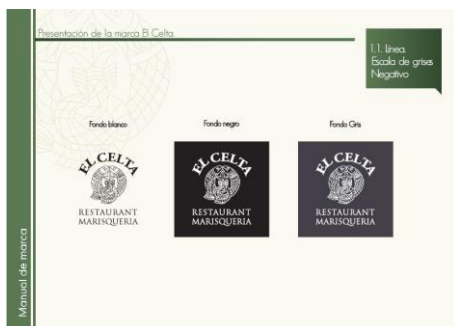 Presentación de la marca El Celta.
1.1. Línea.
Escala de grises
Negativo
Fondo blanco
Fondo negro
Fondo Gris
EL CELTA
RESTAURANT
MARISQUERIA
EL CELTA
RESTAURANT
MARISQUERIA
EL CELTA
RESTAURANT
MARISQUERIA
Manual de marca